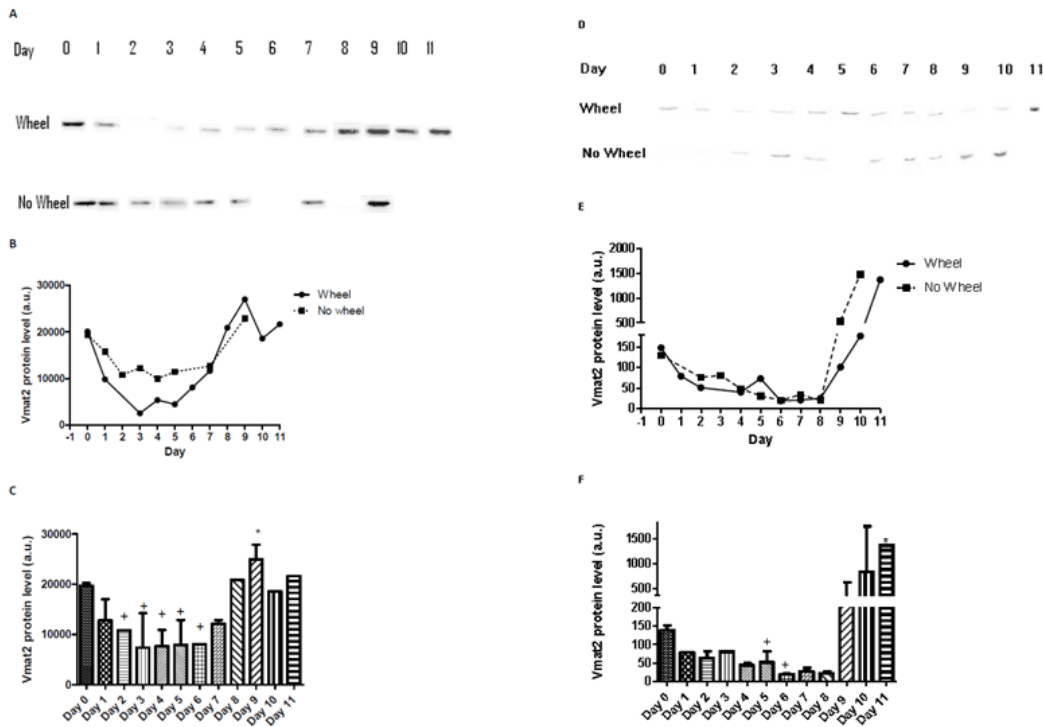 A
Day 0 1 2 3 4 5 6 7 8 9 10 11
Wheel
No Wheel
B
Vmat2 protein level (a.u.)
30000
20000
10000
0
-1 0 1 2 3 4 5 6 7 8 9 10 11
Day
Wheel
No wheel
C
Vmat2 protein level (a.u.)
30000
20000
10000
0
+ + + + + *
Day 0 Day 1 Day 2 Day 3 Day 4 Day 5 Day 6 Day 7 Day 8 Day 9 Day 10 Day 11
D
Day 0 1 2 3 4 5 6 7 8 9 10 11
Wheel
No Wheel
E
Vmat2 protein level (a.u.)
2000
1500
1000
500
150
100
50
0
-1 0 1 2 3 4 5 6 7 8 9 10 11
Day
Wheel
No Wheel
F
Vmat2 protein level (a.u.)
1500
1000
500
200
150
100
50
0
+ + *
Day 0 Day 1 Day 2 Day 3 Day 4 Day 5 Day 6 Day 7 Day 8 Day 9 Day 10 Day 11